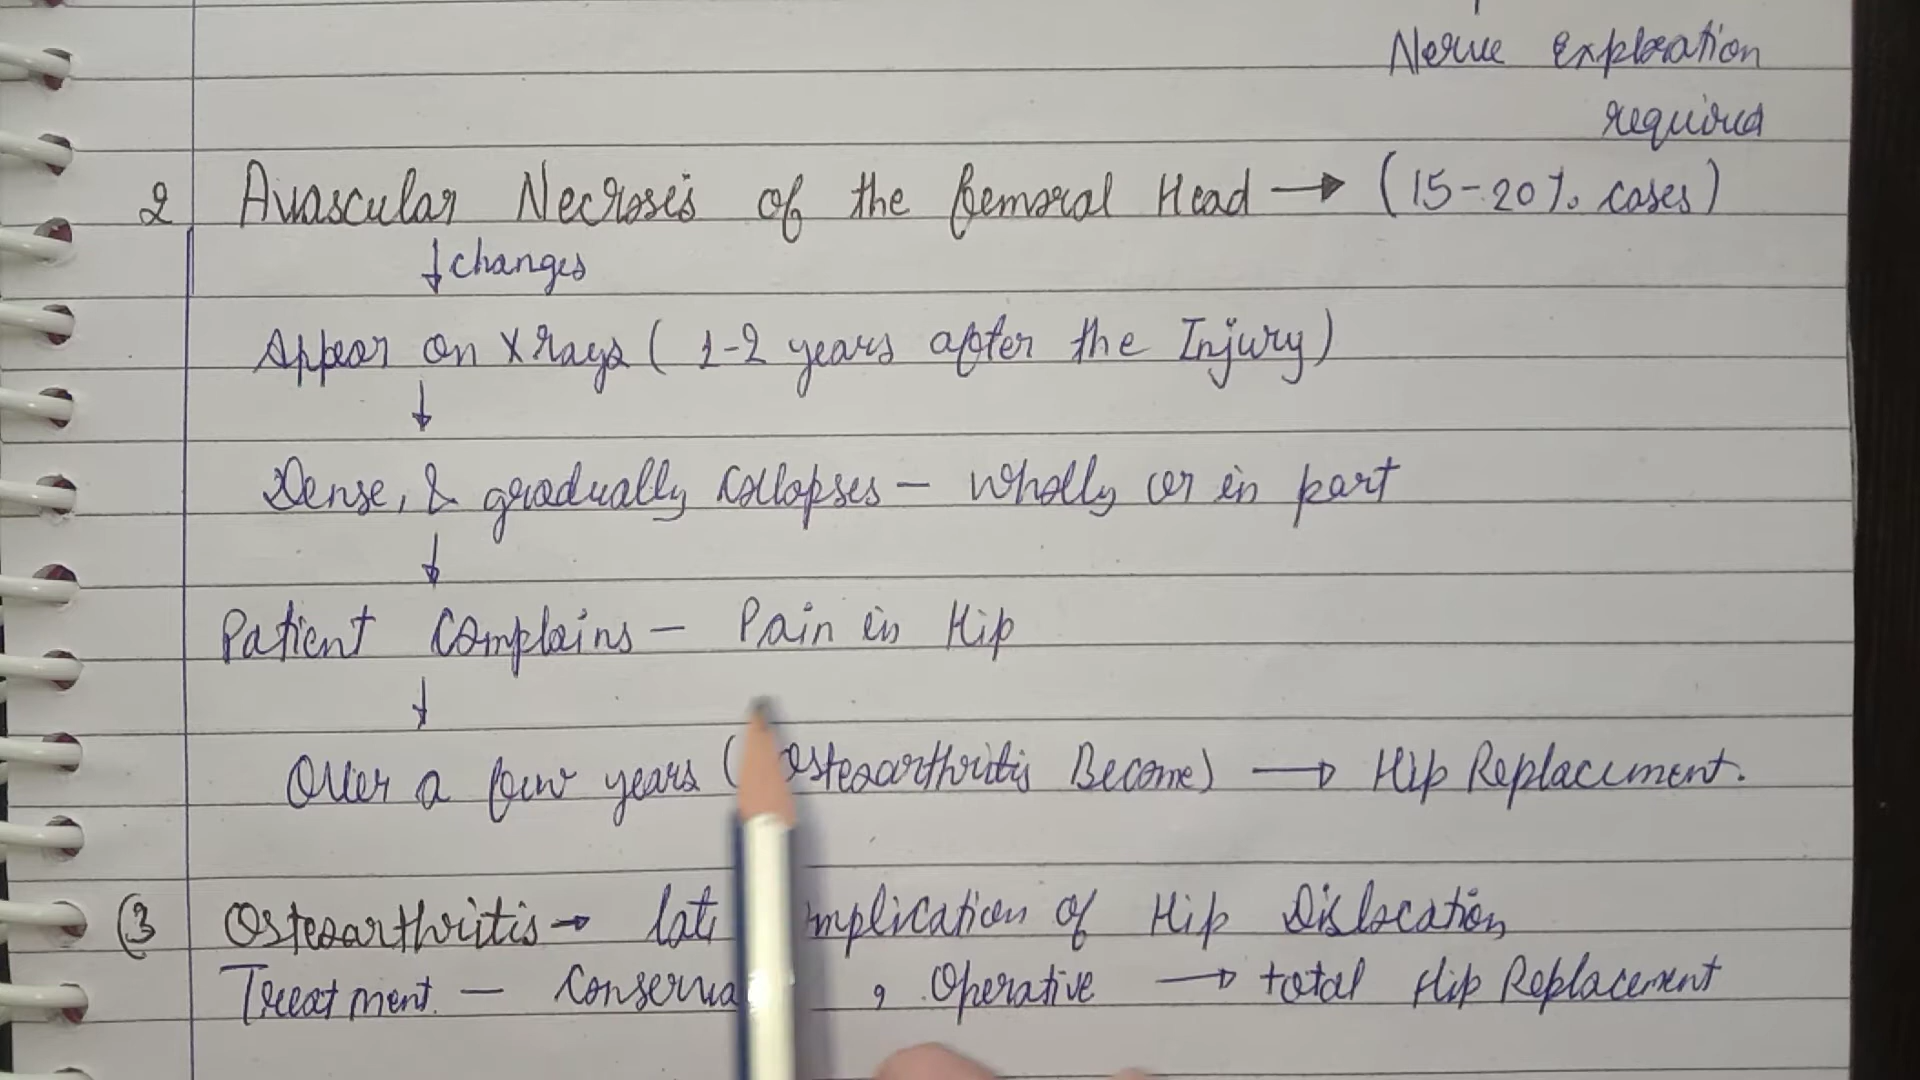 Nerve exploration
required
2 Avascular Necrosis of the femoral Head → (15-20% cases)
↓ changes
Appear on X rays ( 1-2 years after the Injury)
↓
Dense, & gradually collapses - wholly or in part
↓
Patient complains - Pain in Hip
↓
Over a few years ( Osteoarthritis Become) → Hip Replacement.
(3 Osteoarthritis → of Hip Dislocation
Treatment - , Operative → total Hip Replacement